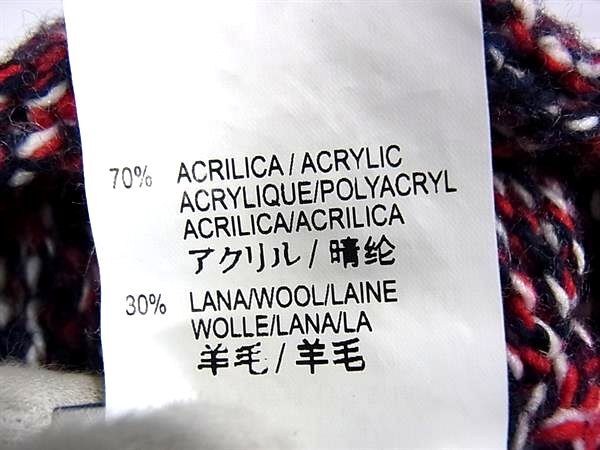 70% ACRILICA / ACRYLIC
ACRYLIQUE/POLYACRYL
ACRILICA/ACRILICA
アクリル / 晴纶
30% LANA/WOOL/LAINE
WOLLE/LANA/LA
羊毛 / 羊毛